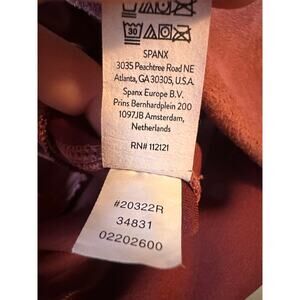 30
SPANX
3035 Peachtree Road NE
Atlanta, GA 30305, U.S.A.
Spanx Europe B.V.
Prins Bernhardplein 200
1097JB Amsterdam,
Netherlands
RN# 112121
#20322R
34831
02202600